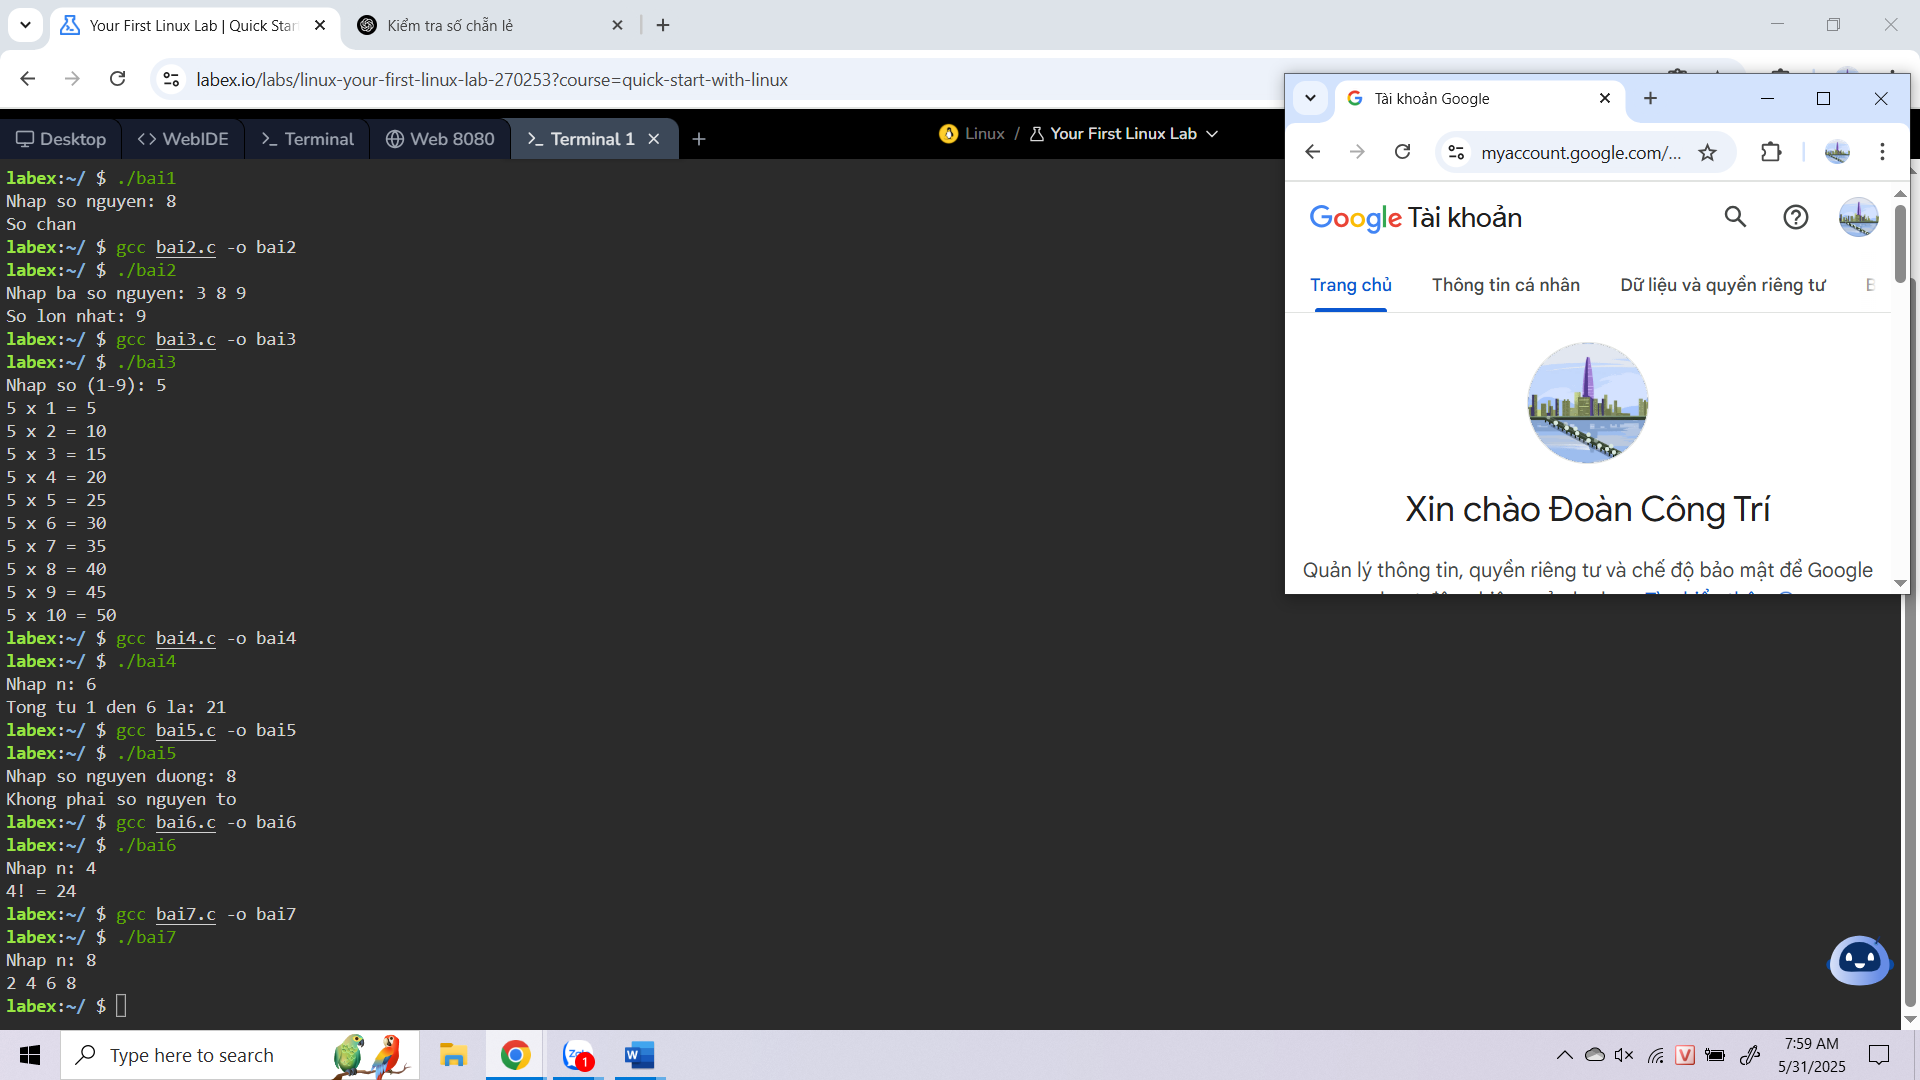 Your First Linux Lab | Quick Star
Kiểm tra số chẵn lẻ
labex.io/labs/linux-your-first-linux-lab-270253?course=quick-start-with-linux
Desktop
WebIDE
Terminal
Web 8080
Terminal 1
Linux / Your First Linux Lab
labex:~/ $ ./bai1
Nhap so nguyen: 8
So chan
labex:~/ $ gcc bai2.c -o bai2
labex:~/ $ ./bai2
Nhap ba so nguyen: 3 8 9
So lon nhat: 9
labex:~/ $ gcc bai3.c -o bai3
labex:~/ $ ./bai3
Nhap so (1-9): 5
5 x 1 = 5
5 x 2 = 10
5 x 3 = 15
5 x 4 = 20
5 x 5 = 25
5 x 6 = 30
5 x 7 = 35
5 x 8 = 40
5 x 9 = 45
5 x 10 = 50
labex:~/ $ gcc bai4.c -o bai4
labex:~/ $ ./bai4
Nhap n: 6
Tong tu 1 den 6 la: 21
labex:~/ $ gcc bai5.c -o bai5
labex:~/ $ ./bai5
Nhap so nguyen duong: 8
Khong phai so nguyen to
labex:~/ $ gcc bai6.c -o bai6
labex:~/ $ ./bai6
Nhap n: 4
4! = 24
labex:~/ $ gcc bai7.c -o bai7
labex:~/ $ ./bai7
Nhap n: 8
2 4 6 8
labex:~/ $
Tài khoản Google
myaccount.google.com/...
Google Tài khoản
Trang chủ
Thông tin cá nhân
Dữ liệu và quyền riêng tư
Xin chào Đoàn Công Trí
Quản lý thông tin, quyền riêng tư và chế độ bảo mật để Google
Type here to search
1
7:59 AM
5/31/2025